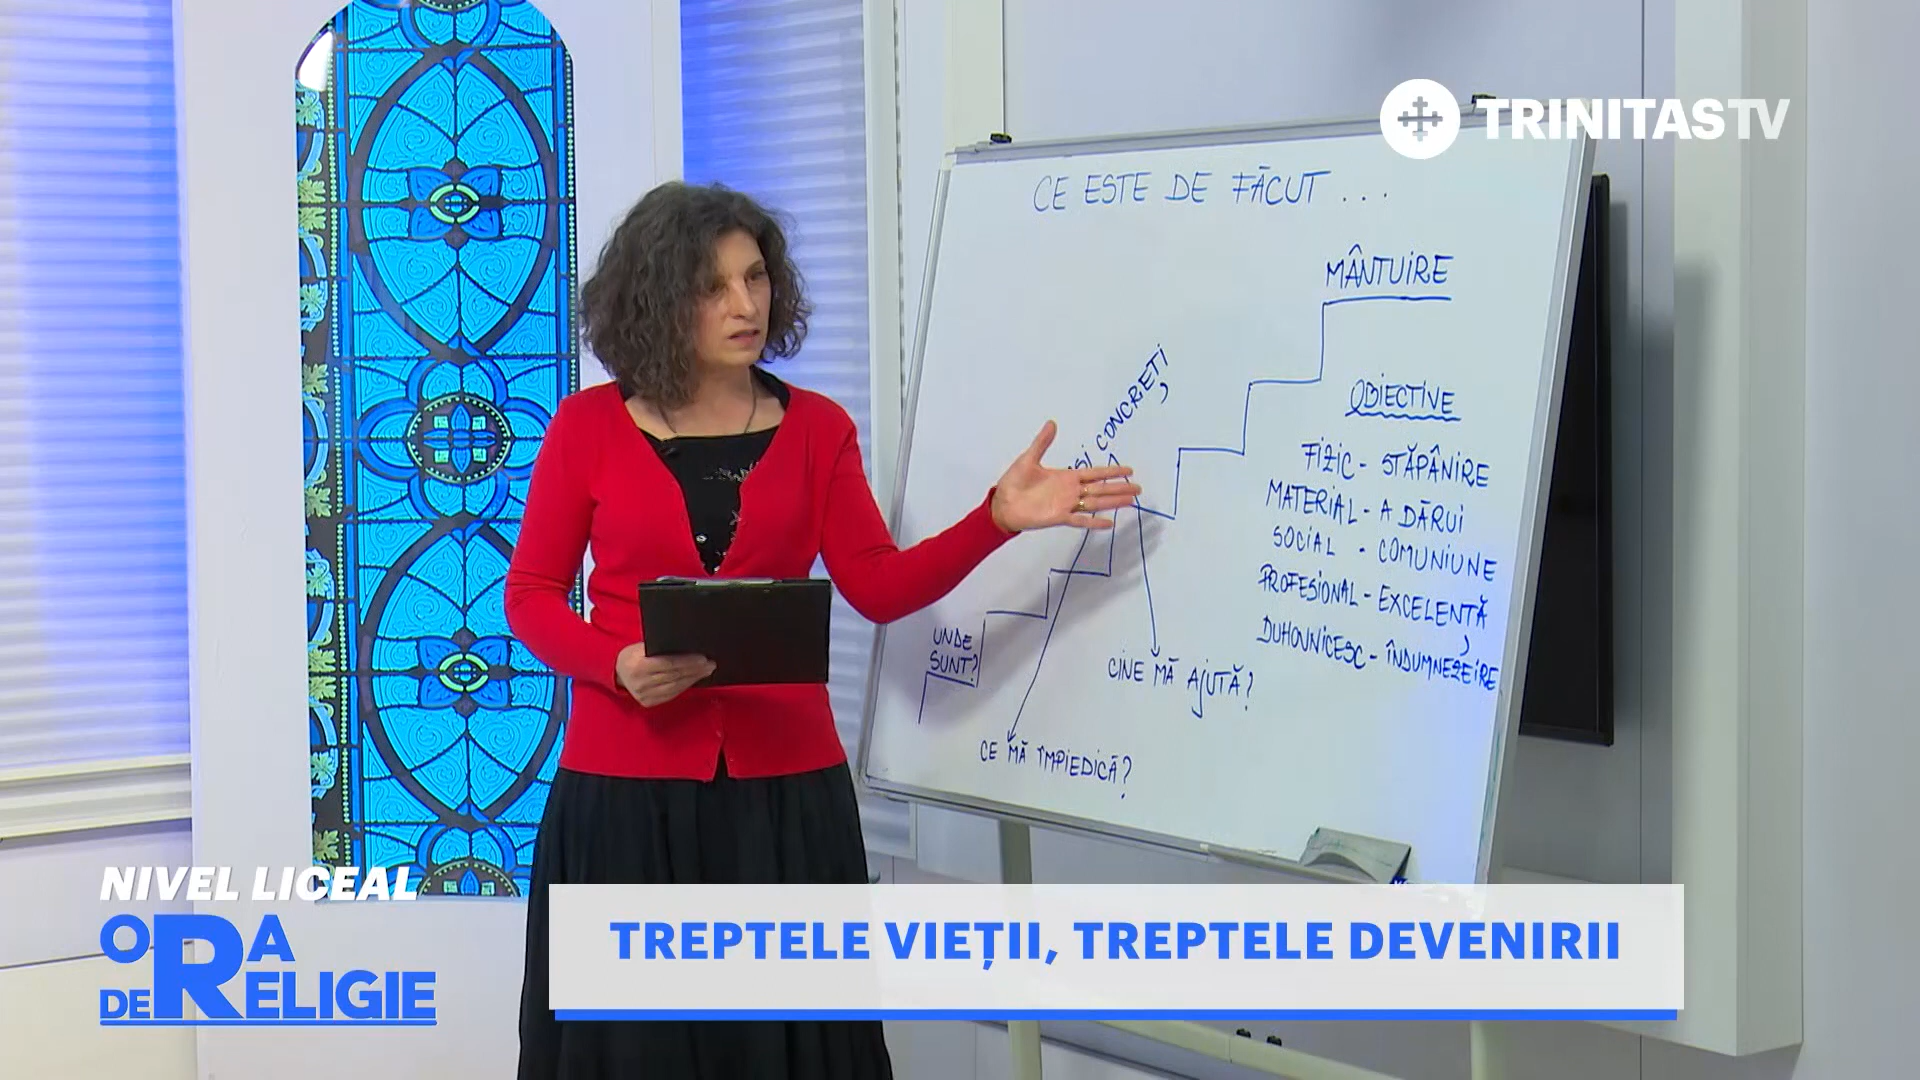 TRINITAS TV
CE ESTE DE FĂCUT ...
MÂNTUIRE
CONCREȚI
OBIECTIVE
FIZIC - STĂPÂNIRE
MATERIAL - A DĂRUI
SOCIAL - COMUNIUNE
PROFESIONAL - EXCELENȚĂ
DUHOVNICESC - ÎNDUMNEZEIRE
UNDE
SUNT?
CINE MĂ AJUTĂ?
CE MĂ ÎMPIEDICĂ?
NIVEL LICEAL
ORA
DE RELIGIE
TREPTELE VIEȚII, TREPTELE DEVENIRII